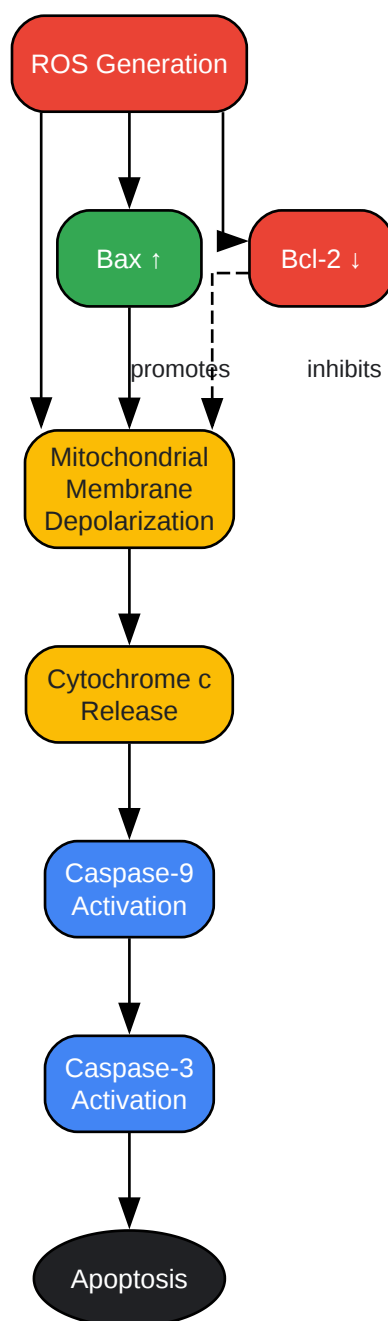 ROS Generation
Bax ↑
Bcl-2 ↓
promotes
inhibits
Mitochondrial
Membrane
Depolarization
Cytochrome c
Release
Caspase-9
Activation
Caspase-3
Activation
Apoptosis